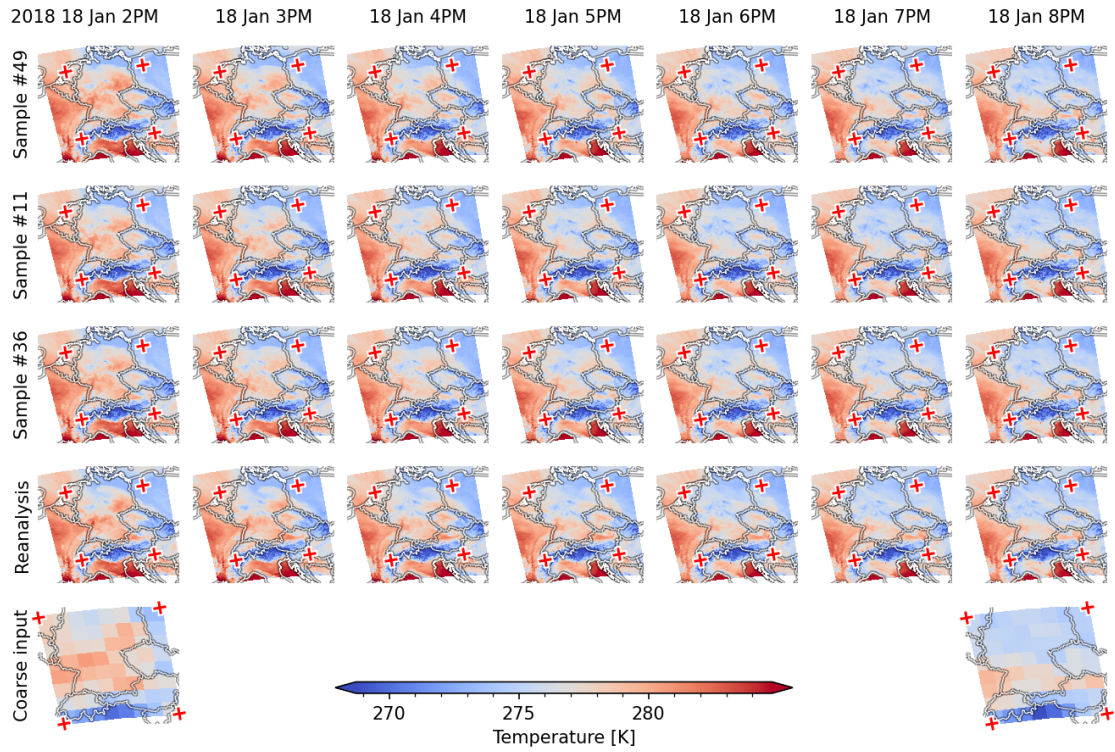 2018 18 Jan 2PM 18 Jan 3PM 18 Jan 4PM 18 Jan 5PM 18 Jan 6PM 18 Jan 7PM 18 Jan 8PM
Sample #49
Sample #11
Sample #36
Reanalysis
Coarse input
270 275 280
Temperature [K]